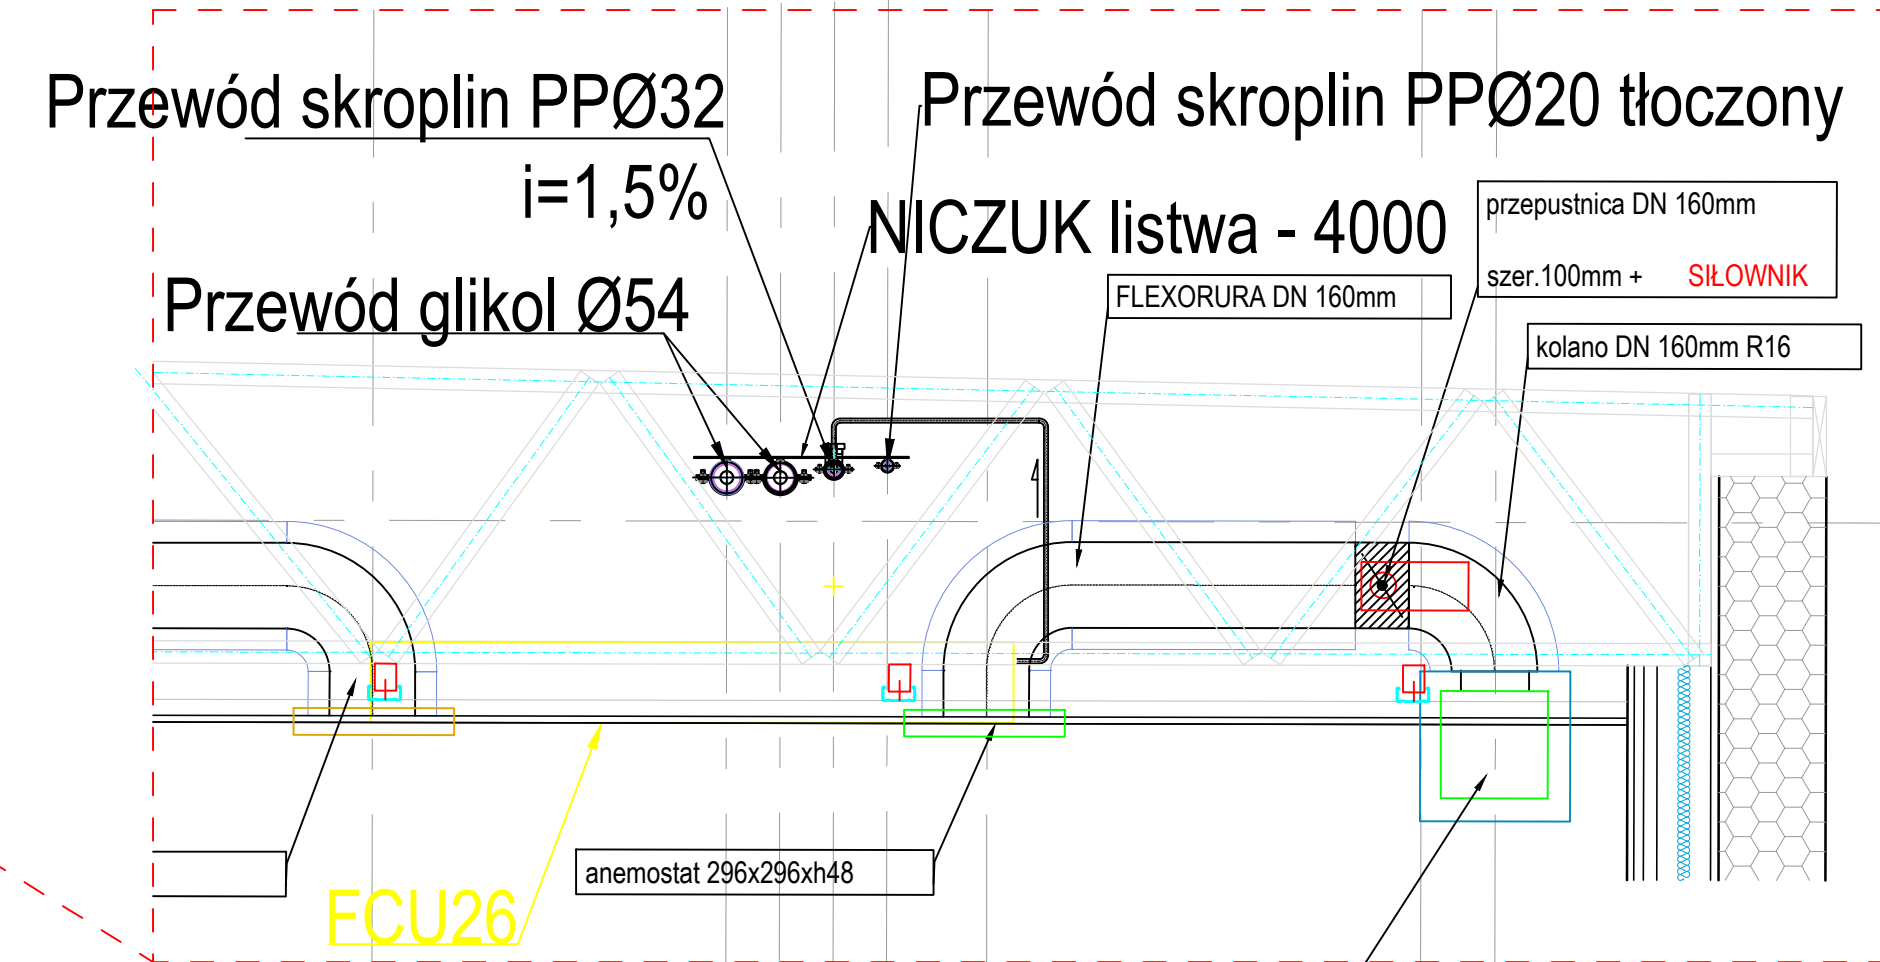 Przewód skroplin PPØ32
i=1,5%
Przewód skroplin PPØ20 tłoczony
NICZUK listwa - 4000
przepustnica DN 160mm
szer.100mm + SIŁOWNIK
Przewód glikol Ø54
FLEXORURA DN 160mm
kolano DN 160mm R16
anemostat 296x296xh48
FCU26